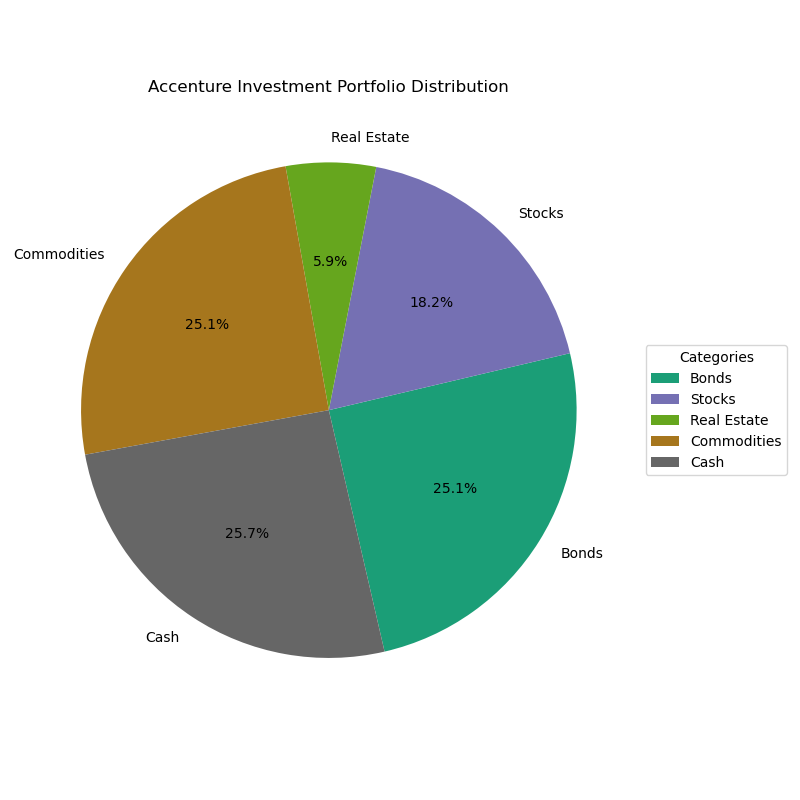 Accenture Investment Portfolio Distribution
Real Estate
Stocks
Commodities
5.9%
18.2%
25.1%
Categories
Bonds
Stocks
Real Estate
Commodities
Cash
25.1%
25.7%
Bonds
Cash